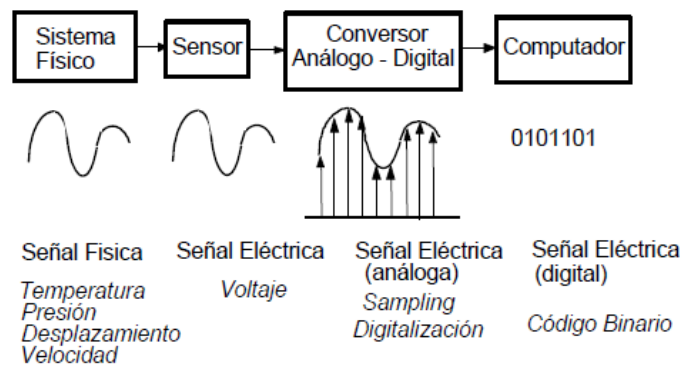 Sistema
Físico
Sensor
Conversor
Análogo - Digital
Computador
0101101
Señal Fisica
Temperatura
Presión
Desplazamiento
Velocidad
Señal Eléctrica
Voltaje
Señal Eléctrica
(análoga)
Sampling
Digitalización
Señal Eléctrica
(digital)
Código Binario